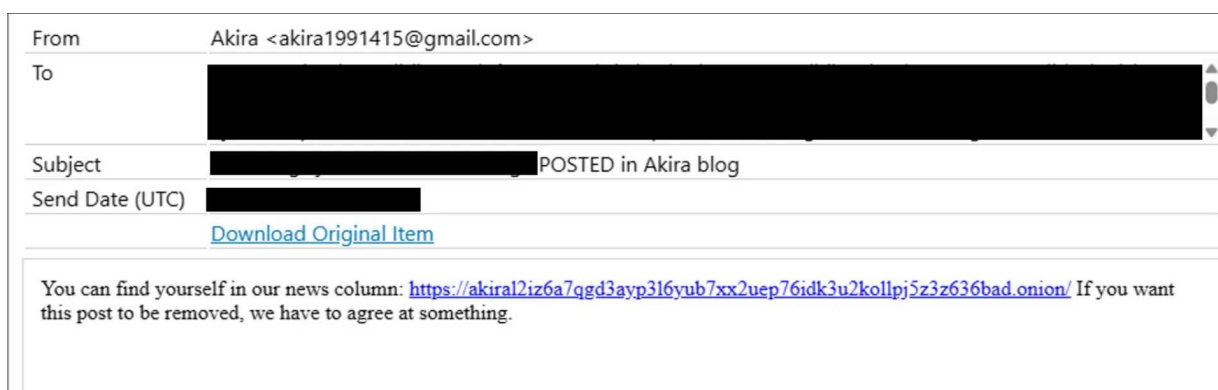 From Akira <akira1991415@gmail.com>
To
Subject POSTED in Akira blog
Send Date (UTC)
Download Original Item
You can find yourself in our news column: https://akiral2iz6a7qgd3ayp3l6yub7xx2uep76idk3u2kollpj5z3z636bad.onion/ If you want
this post to be removed, we have to agree at something.